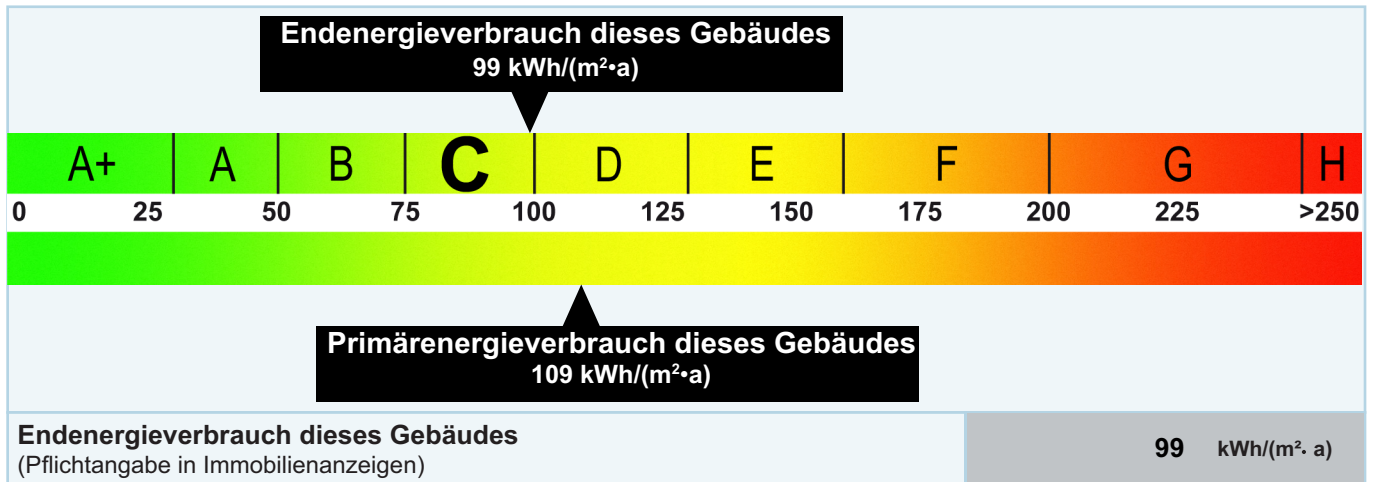 Endenergieverbrauch dieses Gebäudes
99 kWh/(m²•a)
A+ A B C D E F G H
0 25 50 75 100 125 150 175 200 225 >250
Primärenergieverbrauch dieses Gebäudes
109 kWh/(m²•a)
Endenergieverbrauch dieses Gebäudes
(Pflichtangabe in Immobilienanzeigen)
99 kWh/(m²· a)